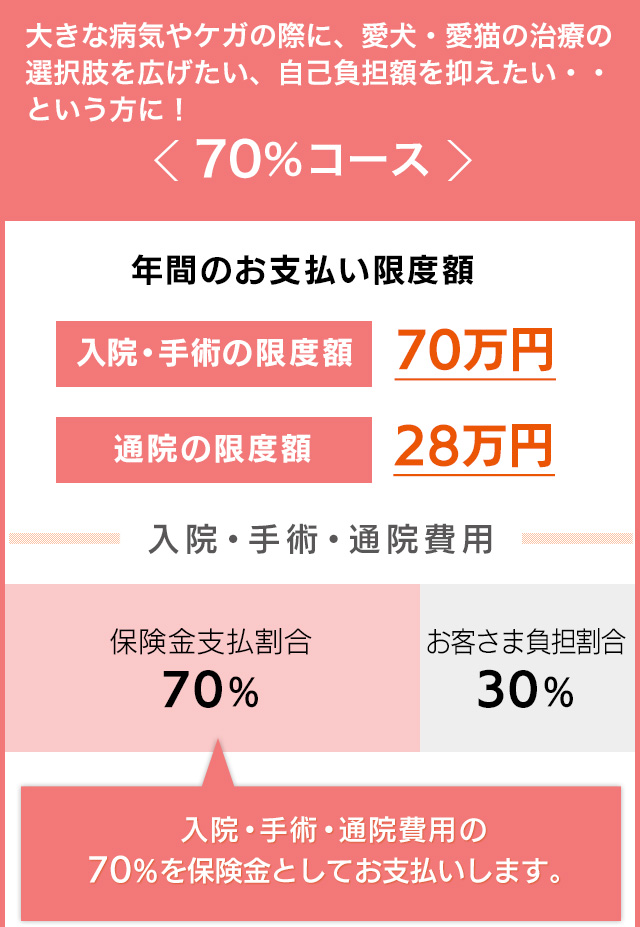 大きな病気やケガの際に、愛犬・愛猫の治療の
選択肢を広げたい、自己負担額を抑えたい・・
という方に！
〈 70%コース 〉
年間のお支払い限度額
入院・手術の限度額 70万円
通院の限度額 28万円
入院・手術・通院費用
保険金支払割合 お客さま負担割合
70% 30%
入院・手術・通院費用の
70%を保険金としてお支払いします。